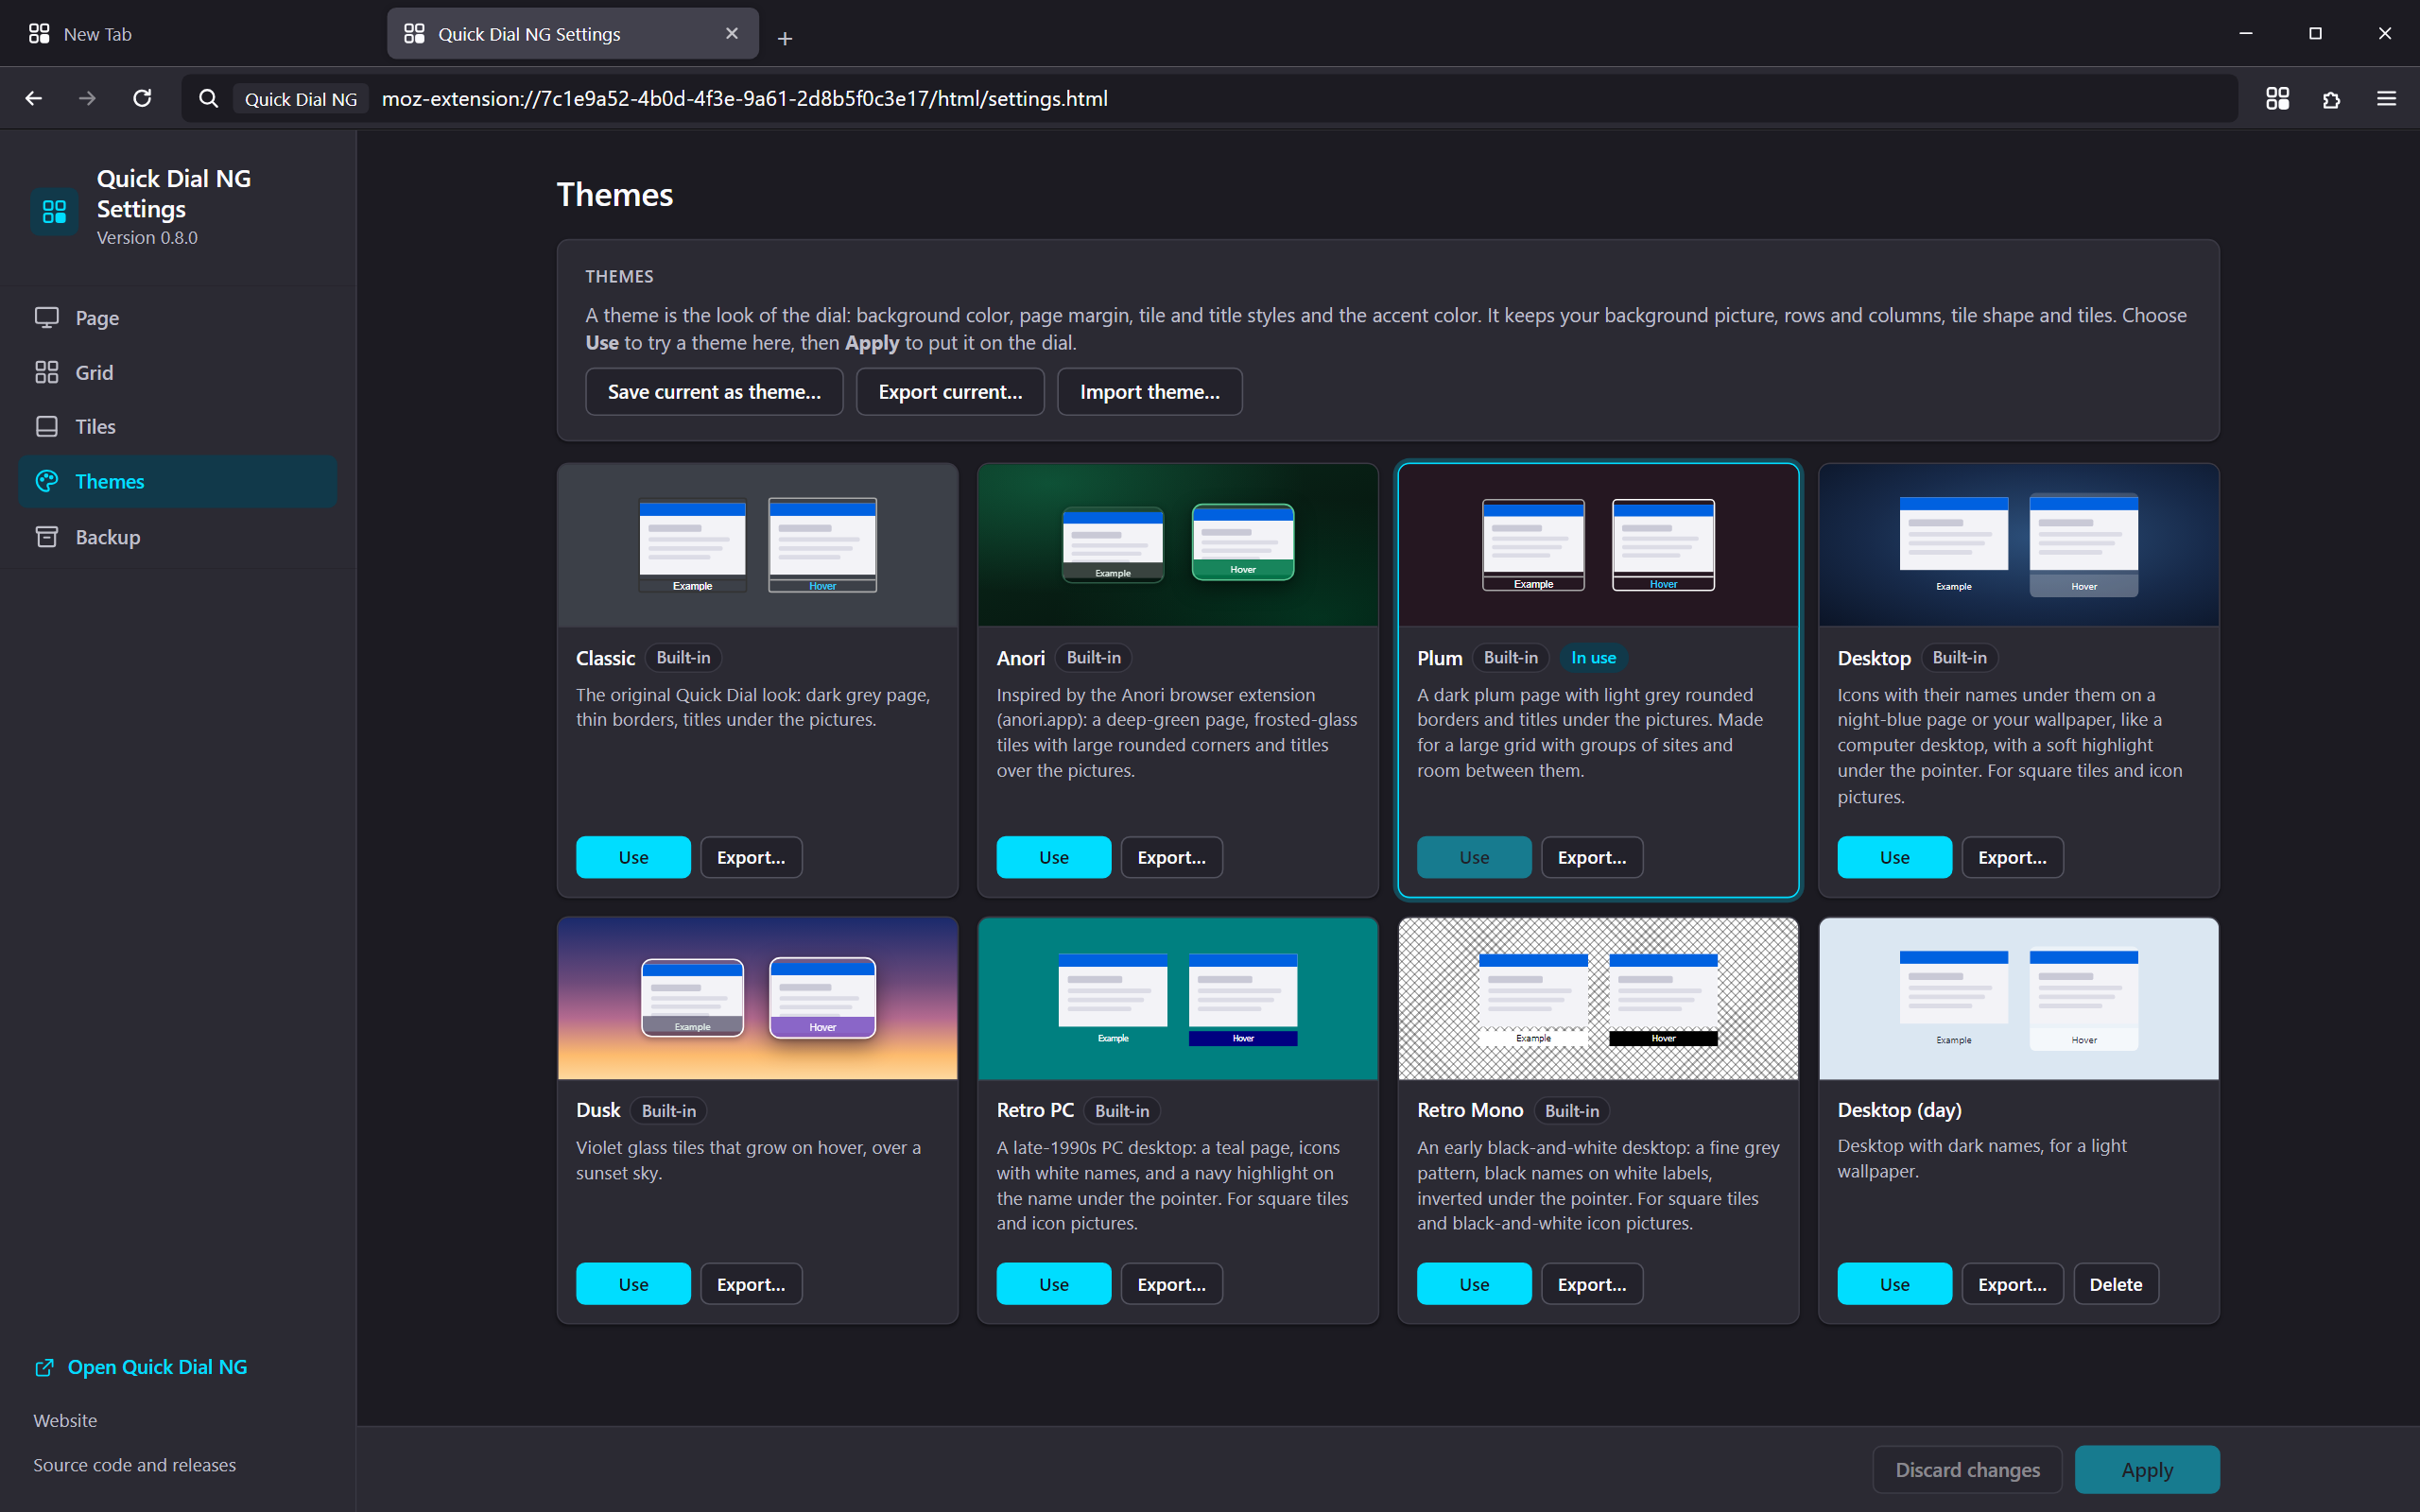 New Tab
Quick Dial NG Settings
Quick Dial NG
moz-extension://7c1e9a52-4b0d-4f3e-9a61-2d8b5f0c3e17/html/settings.html
Quick Dial NG
Settings
Version 0.8.0
Page
Grid
Tiles
Themes
Backup
Open Quick Dial NG
Website
Source code and releases
Themes
THEMES
A theme is the look of the dial: background color, page margin, tile and title styles and the accent color. It keeps your background picture, rows and columns, tile shape and tiles. Choose
Use to try a theme here, then Apply to put it on the dial.
Save current as theme...
Export current...
Import theme...
Example
Hover
Classic
Built-in
The original Quick Dial look: dark grey page,
thin borders, titles under the pictures.
Use
Export...
Example
Hover
Anori
Built-in
Inspired by the Anori browser extension
(anori.app): a deep-green page, frosted-glass
tiles with large rounded corners and titles
over the pictures.
Use
Export...
Example
Hover
Plum
Built-in
In use
A dark plum page with light grey rounded
borders and titles under the pictures. Made
for a large grid with groups of sites and
room between them.
Use
Export...
Example
Hover
Desktop
Built-in
Icons with their names under them on a
night-blue page or your wallpaper, like a
computer desktop, with a soft highlight
under the pointer. For square tiles and icon
pictures.
Use
Export...
Example
Hover
Dusk
Built-in
Violet glass tiles that grow on hover, over a
sunset sky.
Use
Export...
Example
Hover
Retro PC
Built-in
A late-1990s PC desktop: a teal page, icons
with white names, and a navy highlight on
the name under the pointer. For square tiles
and icon pictures.
Use
Export...
Example
Hover
Retro Mono
Built-in
An early black-and-white desktop: a fine grey
pattern, black names on white labels,
inverted under the pointer. For square tiles
and black-and-white icon pictures.
Use
Export...
Example
Hover
Desktop (day)
Desktop with dark names, for a light
wallpaper.
Use
Export...
Delete
Discard changes
Apply